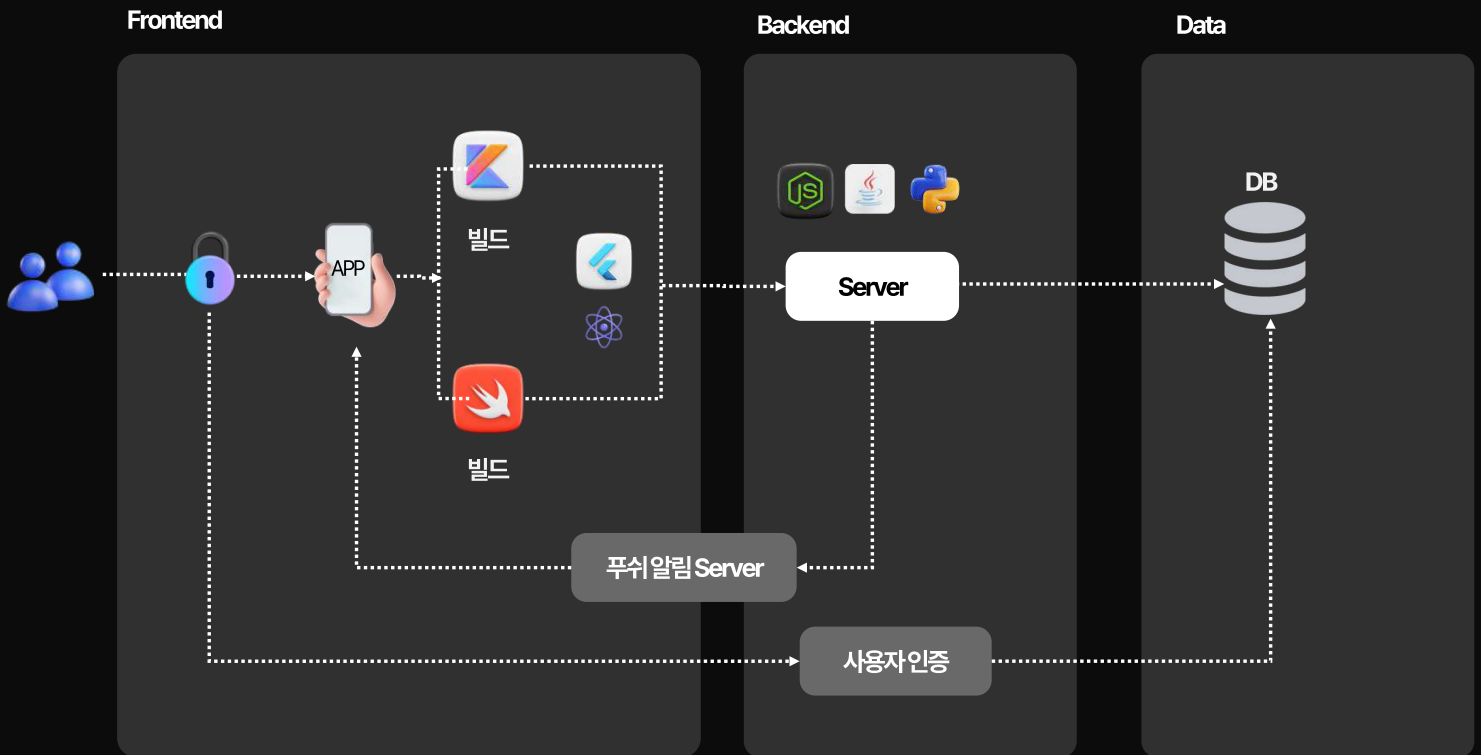 Frontend
Backend
Data
JS
DB
빌드
APP
Server
빌드
푸쉬 알림 Server
사용자 인증